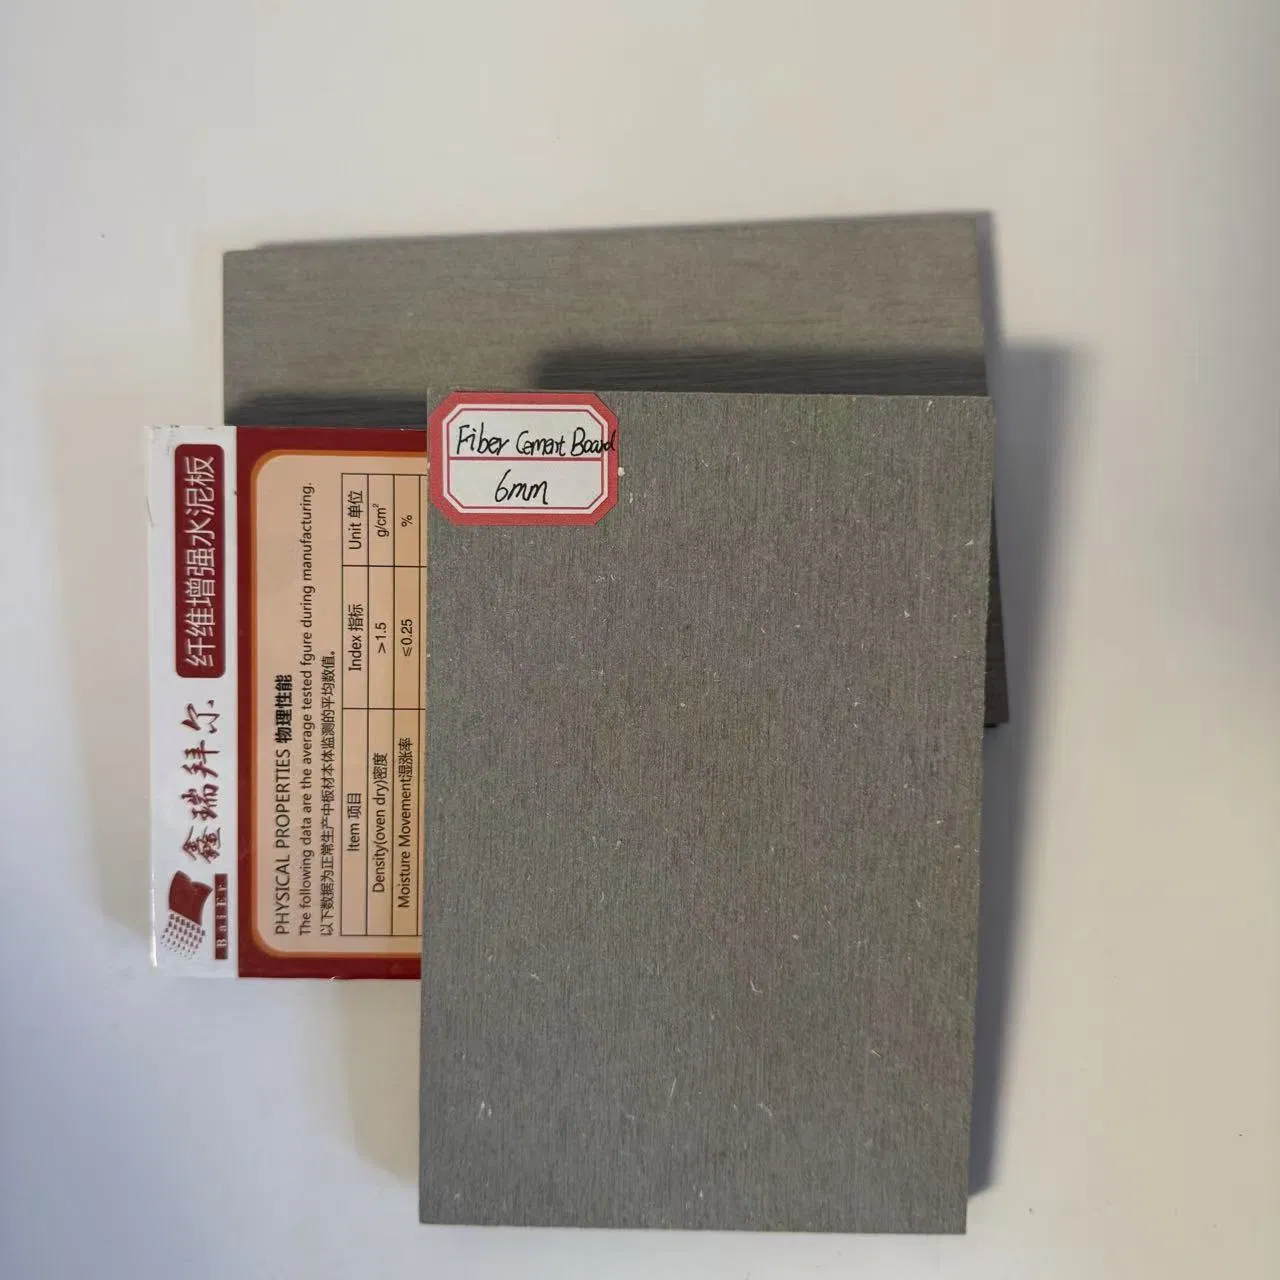 Fiber Cement Board
6mm
鑫瑞拜尔
BaiEr
纤维增强水泥板
PHYSICAL PROPERTIES 物理性能
The following data are the average tested fgure during manufacturing.
以下数据为正常生产中板材本体监测的平均数值。
Item 项目 Index 指标 Unit 单位
Density(oven dry)密度 >1.5 g/cm²
Moisture Movement湿涨率 ≤0.25 %